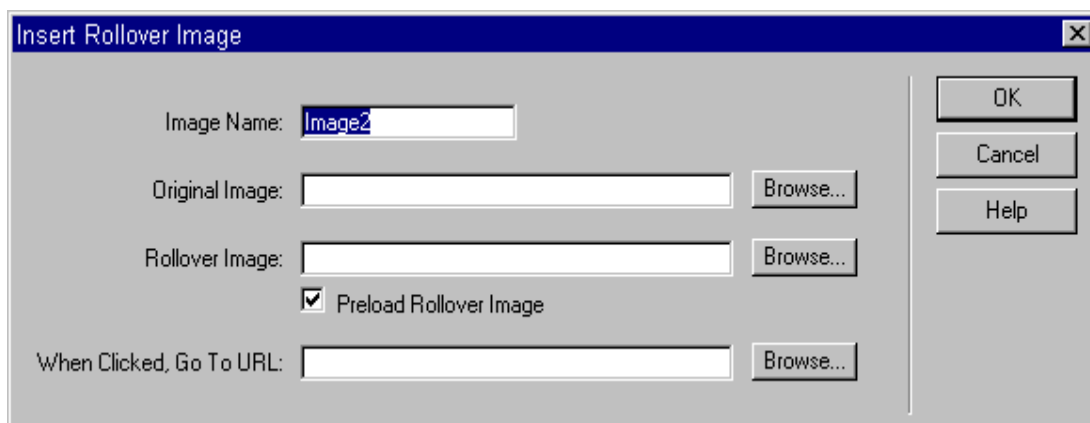 Insert Rollover Image
Image Name: Image2
OK
Cancel
Original Image: Browse...
Help
Rollover Image: Browse...
Preload Rollover Image
When Clicked, Go To URL: Browse...